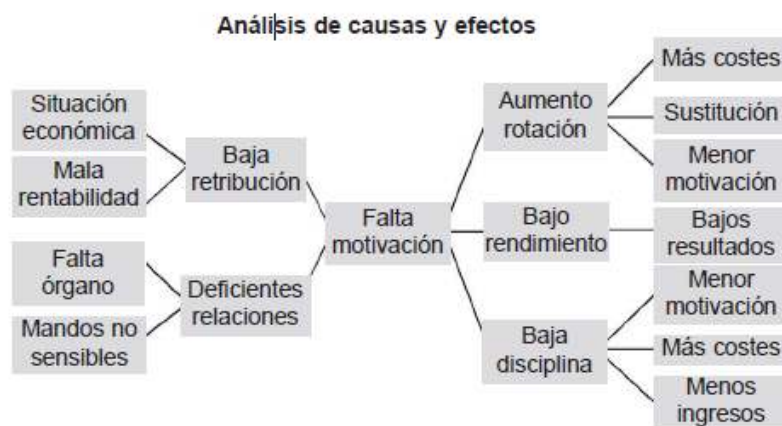 Análisis de causas y efectos
Situación
económica
Mala
rentabilidad
Falta
órgano
Mandos no
sensibles
Baja
retribución
Deficientes
relaciones
Falta
motivación
Aumento
rotación
Bajo
rendimiento
Baja
disciplina
Más costes
Sustitución
Menor
motivación
Bajos
resultados
Menor
motivación
Más costes
Menos
ingresos